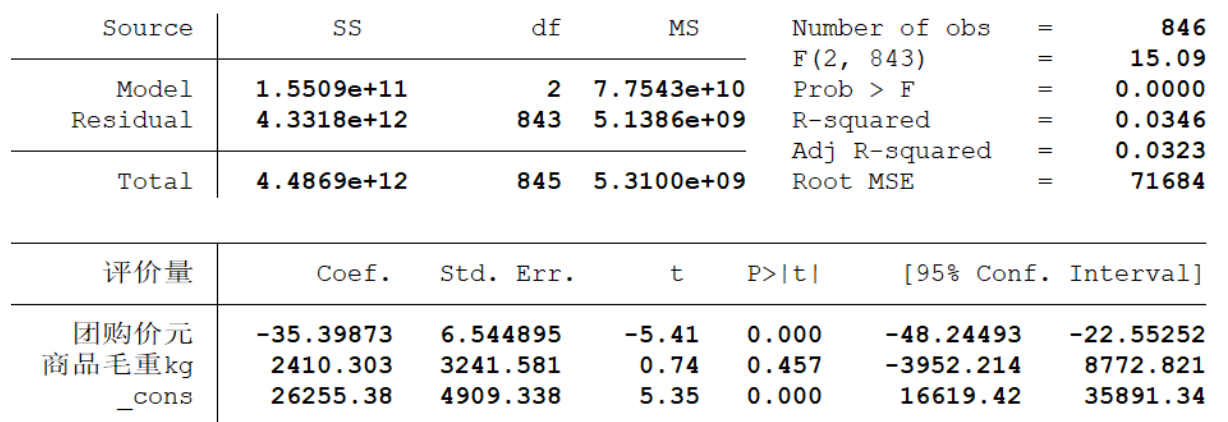 Source SS df MS Number of obs = 846
F(2, 843) = 15.09
Model 1.5509e+11 2 7.7543e+10 Prob > F = 0.0000
Residual 4.3318e+12 843 5.1386e+09 R-squared = 0.0346
Adj R-squared = 0.0323
Total 4.4869e+12 845 5.3100e+09 Root MSE = 71684
评价量 Coef. Std. Err. t P>|t| [95% Conf. Interval]
团购价元 -35.39873 6.544895 -5.41 0.000 -48.24493 -22.55252
商品毛重kg 2410.303 3241.581 0.74 0.457 -3952.214 8772.821
_cons 26255.38 4909.338 5.35 0.000 16619.42 35891.34